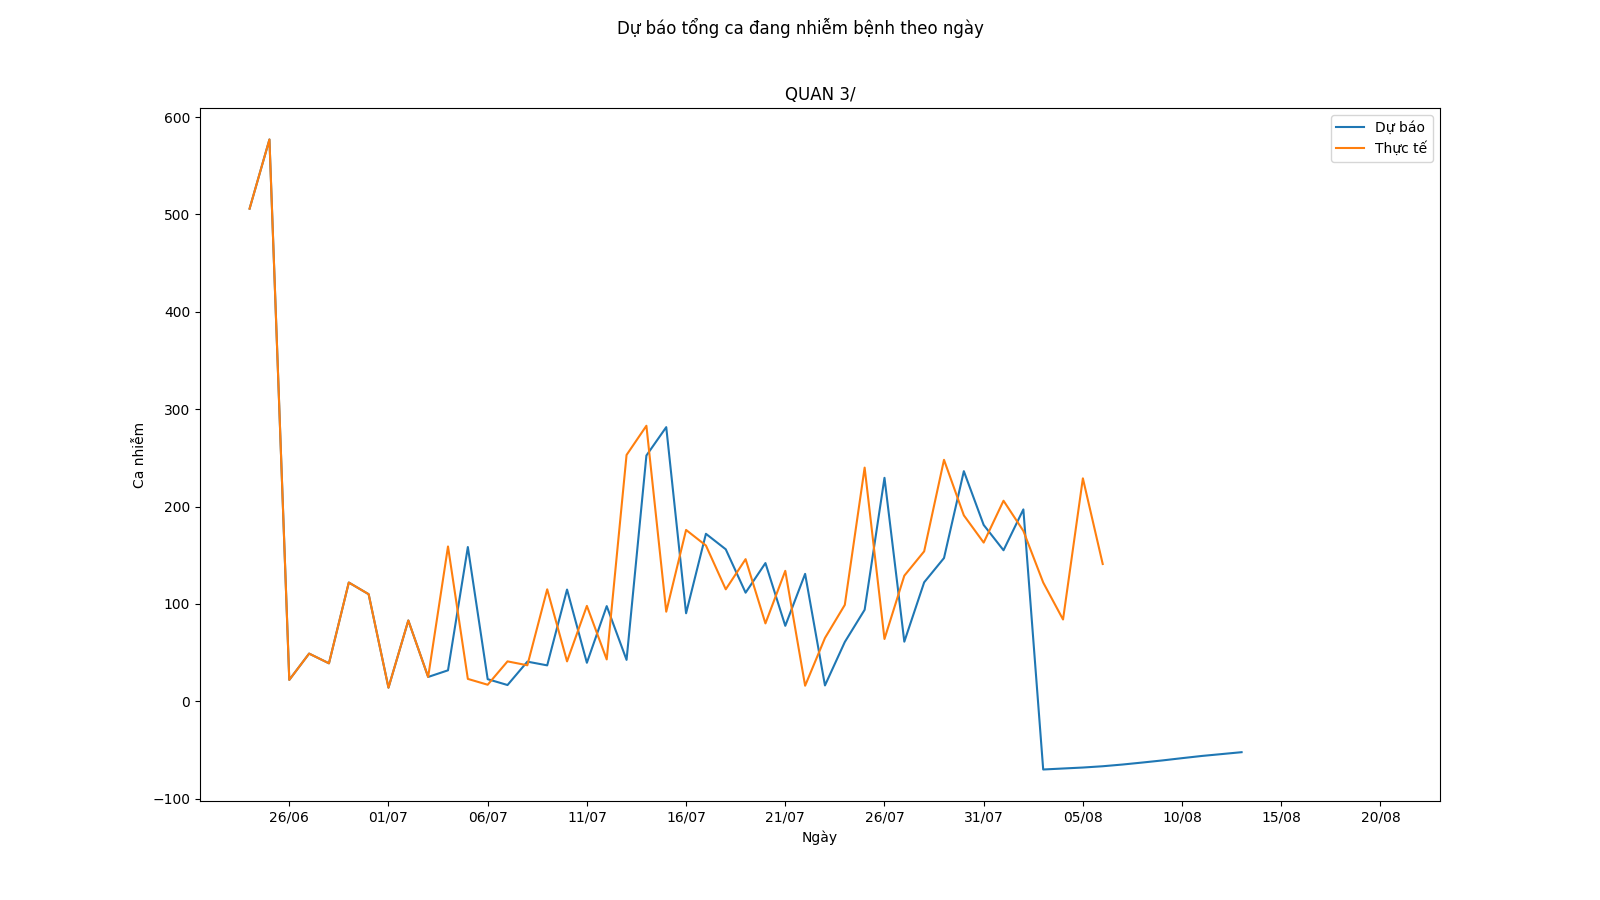 Dự báo tổng ca đang nhiễm bệnh theo ngày
QUAN 3/
600
500
400
300
200
100
0
−100
Ca nhiễm
Dự báo
Thực tế
26/06 01/07 06/07 11/07 16/07 21/07 26/07 31/07 05/08 10/08 15/08 20/08
Ngày